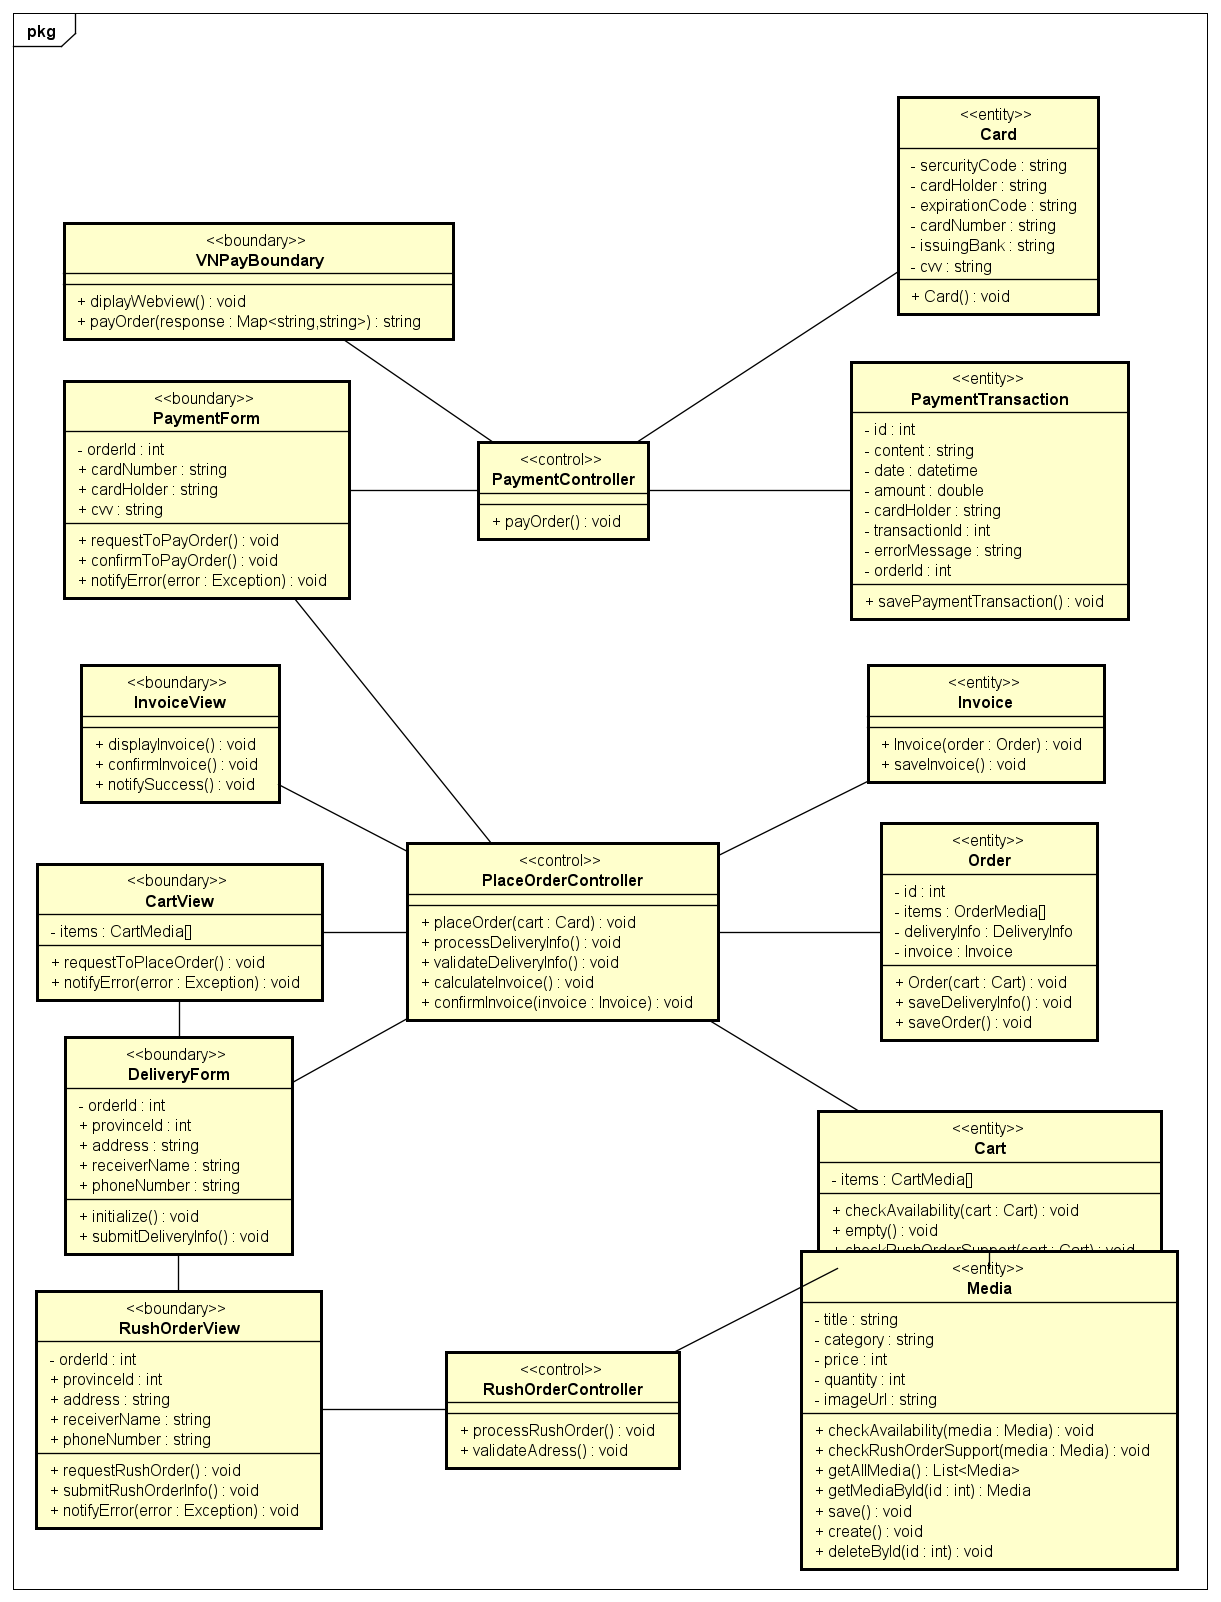 pkg
<<entity>>
Card
- sercurityCode : string
- cardHolder : string
- expirationCode : string
- cardNumber : string
- issuingBank : string
- cvv : string
+ Card() : void
<<boundary>>
VNPayBoundary
+ diplayWebview() : void
+ payOrder(response : Map<string,string>) : string
<<boundary>>
PaymentForm
- orderId : int
+ cardNumber : string
+ cardHolder : string
+ cvv : string
+ requestToPayOrder() : void
+ confirmToPayOrder() : void
+ notifyError(error : Exception) : void
<<control>>
PaymentController
+ payOrder() : void
<<entity>>
PaymentTransaction
- id : int
- content : string
- date : datetime
- amount : double
- cardHolder : string
- transactionId : int
- errorMessage : string
- orderId : int
+ savePaymentTransaction() : void
<<boundary>>
InvoiceView
+ displayInvoice() : void
+ confirmInvoice() : void
+ notifySuccess() : void
<<entity>>
Invoice
+ Invoice(order : Order) : void
+ saveInvoice() : void
<<boundary>>
CartView
- items : CartMedia[]
+ requestToPlaceOrder() : void
+ notifyError(error : Exception) : void
<<control>>
PlaceOrderController
+ placeOrder(cart : Card) : void
+ processDeliveryInfo() : void
+ validateDeliveryInfo() : void
+ calculateInvoice() : void
+ confirmInvoice(invoice : Invoice) : void
<<entity>>
Order
- id : int
- items : OrderMedia[]
- deliveryInfo : DeliveryInfo
- invoice : Invoice
+ Order(cart : Cart) : void
+ saveDeliveryInfo() : void
+ saveOrder() : void
<<boundary>>
DeliveryForm
- orderId : int
+ provinceId : int
+ address : string
+ receiverName : string
+ phoneNumber : string
+ initialize() : void
+ submitDeliveryInfo() : void
<<entity>>
Cart
- items : CartMedia[]
+ checkAvailability(cart : Cart) : void
+ empty() : void
+ checkRushOrderSupport(cart : Cart) : void
<<boundary>>
RushOrderView
- orderId : int
+ provinceId : int
+ address : string
+ receiverName : string
+ phoneNumber : string
+ requestRushOrder() : void
+ submitRushOrderInfo() : void
+ notifyError(error : Exception) : void
<<control>>
RushOrderController
+ processRushOrder() : void
+ validateAdress() : void
<<entity>>
Media
- title : string
- category : string
- price : int
- quantity : int
- imageUrl : string
+ checkAvailability(media : Media) : void
+ checkRushOrderSupport(media : Media) : void
+ getAllMedia() : List<Media>
+ getMediaById(id : int) : Media
+ save() : void
+ create() : void
+ deleteById(id : int) : void